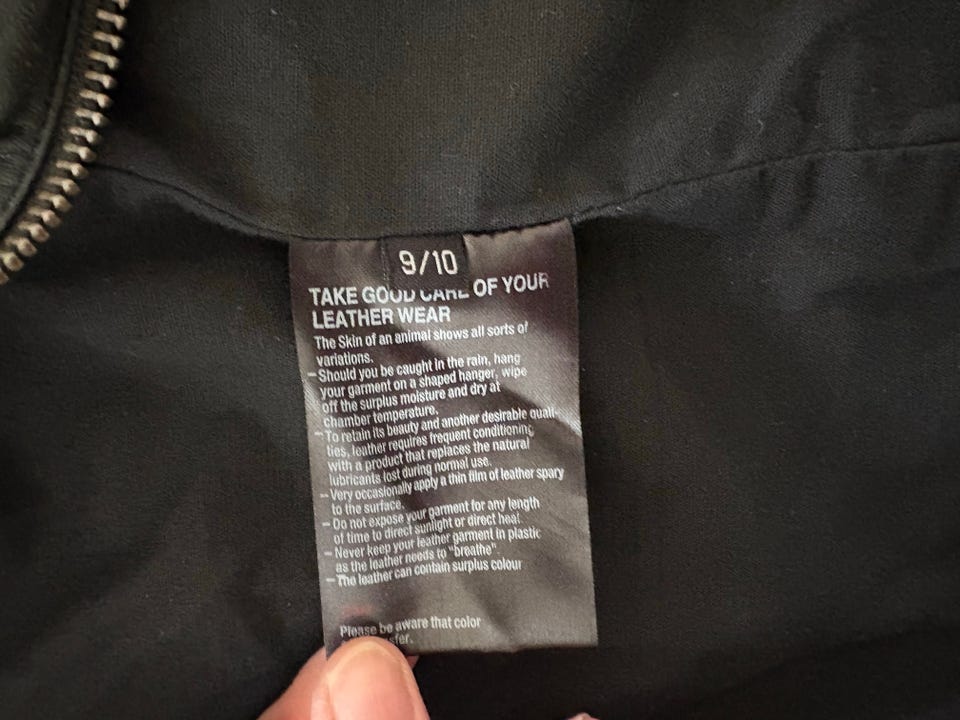 9/10
TAKE GOOD CARE OF YOUR
LEATHER WEAR
The Skin of an animal shows all sorts of
variations.
– Should you be caught in the rain, hang
your garment on a shaped hanger, wipe
off the surplus moisture and dry at
chamber temperature.
– To retain its beauty and another desirable quali-
ties, leather requires frequent conditioning
with a product that replaces the natural
lubricants lost during normal use.
– Very occasionally apply a thin film of leather spary
to the surface.
– Do not expose your garment for any length
of time to direct sunlight or direct heat
– Never keep your leather garment in plastic
as the leather needs to "breathe".
– The leather can contain surplus colour
Please be aware that color